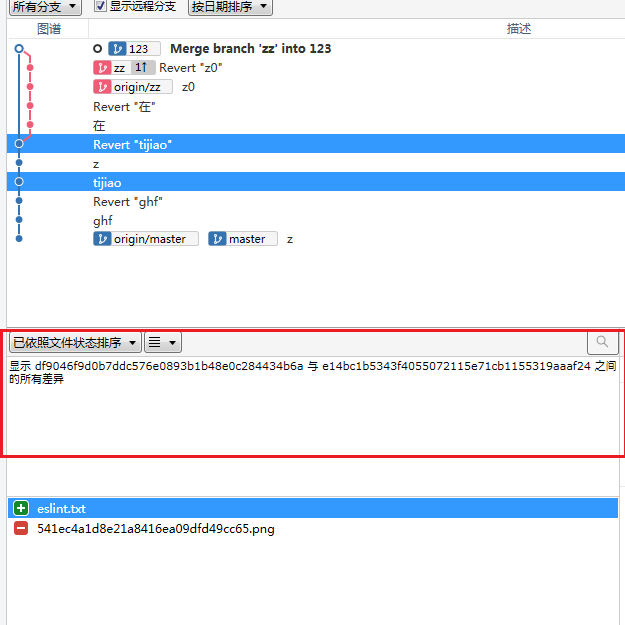 所有分支 显示远程分支 按日期排序
图谱 描述
123 Merge branch 'zz' into 123
zz 1↑ Revert "z0"
origin/zz z0
Revert "在"
在
Revert "tijiao"
z
tijiao
Revert "ghf"
ghf
origin/master master z
已依照文件状态排序
显示 df9046f9d0b7ddc576e0893b1b48e0c284434b6a 与 e14bc1b5343f4055072115e71cb1155319aaaf24 之间
的所有差异
eslint.txt
541ec4a1d8e21a8416ea09dfd49cc65.png